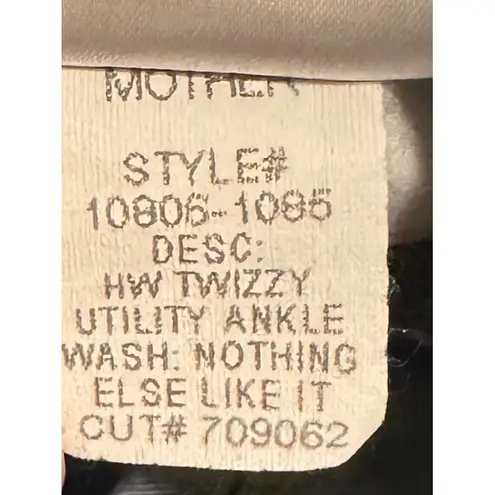 MOTHER
STYLE#
10806-1085
DESC:
HW TWIZZY
UTILITY ANKLE
WASH: NOTHING
ELSE LIKE IT
CUT# 709062